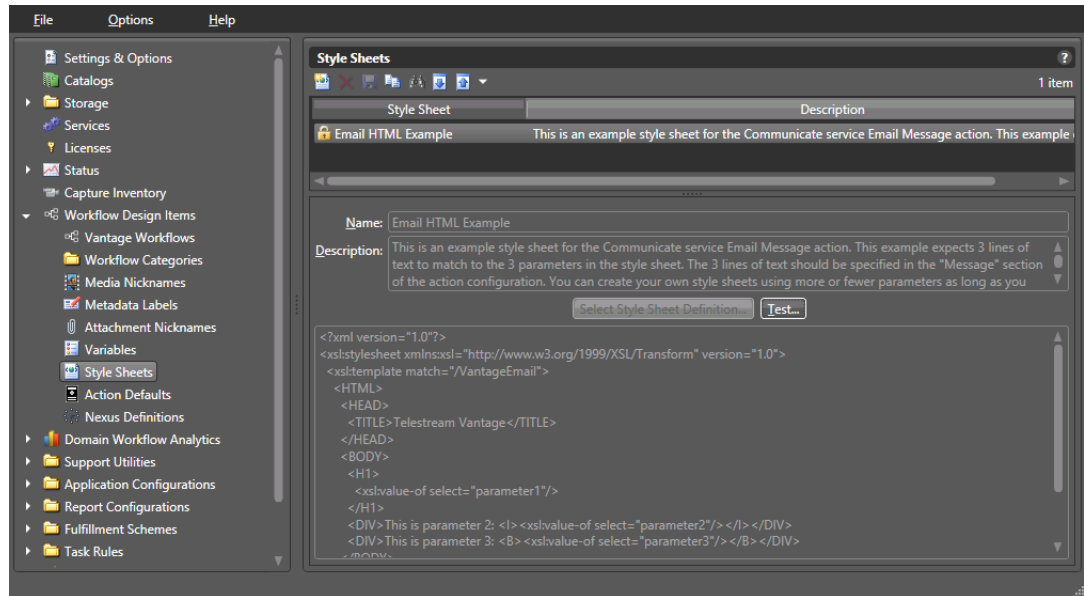 File Options Help
Settings & Options
Catalogs
Storage
Services
Licenses
Status
Capture Inventory
Workflow Design Items
Vantage Workflows
Workflow Categories
Media Nicknames
Metadata Labels
Attachment Nicknames
Variables
Style Sheets
Action Defaults
Nexus Definitions
Domain Workflow Analytics
Support Utilities
Application Configurations
Report Configurations
Fulfillment Schemes
Task Rules
Style Sheets ?
1 item
Style Sheet Description
Email HTML Example This is an example style sheet for the Communicate service Email Message action. This example
Name: Email HTML Example
Description: This is an example style sheet for the Communicate service Email Message action. This example expects 3 lines of
text to match to the 3 parameters in the style sheet. The 3 lines of text should be specified in the "Message" section
of the action configuration. You can create your own style sheets using more or fewer parameters as long as you
Select Style Sheet Definition... Test...
<?xml version="1.0"?>
<xsl:stylesheet xmlns:xsl="http://www.w3.org/1999/XSL/Transform" version="1.0">
<xsl:template match="/VantageEmail">
<HTML>
<HEAD>
<TITLE>Telestream Vantage</TITLE>
</HEAD>
<BODY>
<H1>
<xsl:value-of select="parameter1"/>
</H1>
<DIV>This is parameter 2: <I><xsl:value-of select="parameter2"/></I></DIV>
<DIV>This is parameter 3: <B><xsl:value-of select="parameter3"/></B></DIV>
</BODY>